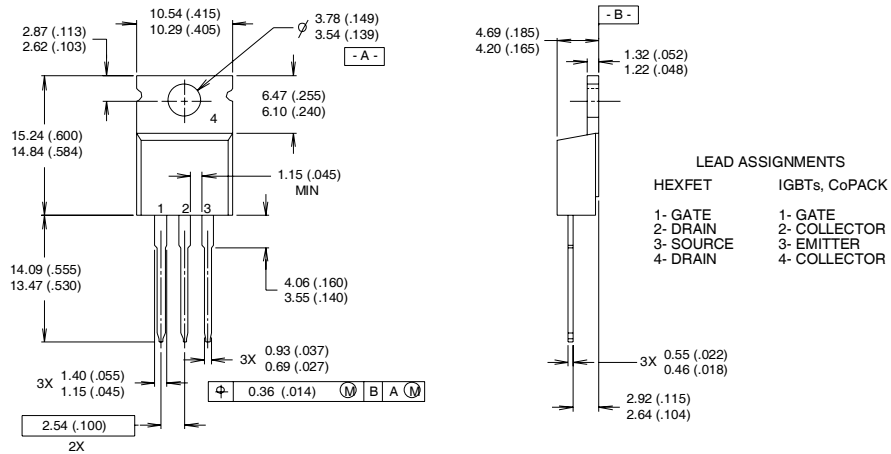 10.54 (.415)
10.29 (.405)
2.87 (.113)
2.62 (.103)
ø 3.78 (.149)
3.54 (.139)
- A -
6.47 (.255)
6.10 (.240)
4
15.24 (.600)
14.84 (.584)
1.15 (.045)
MIN
1 2 3
14.09 (.555)
13.47 (.530)
4.06 (.160)
3.55 (.140)
3X 0.93 (.037)
0.69 (.027)
3X 1.40 (.055)
1.15 (.045)
⌖ 0.36 (.014) Ⓜ B A Ⓜ
2.54 (.100)
2X
- B -
4.69 (.185)
4.20 (.165)
1.32 (.052)
1.22 (.048)
3X 0.55 (.022)
0.46 (.018)
2.92 (.115)
2.64 (.104)
LEAD ASSIGNMENTS
HEXFET
1- GATE
2- DRAIN
3- SOURCE
4- DRAIN
IGBTs, CoPACK
1- GATE
2- COLLECTOR
3- EMITTER
4- COLLECTOR